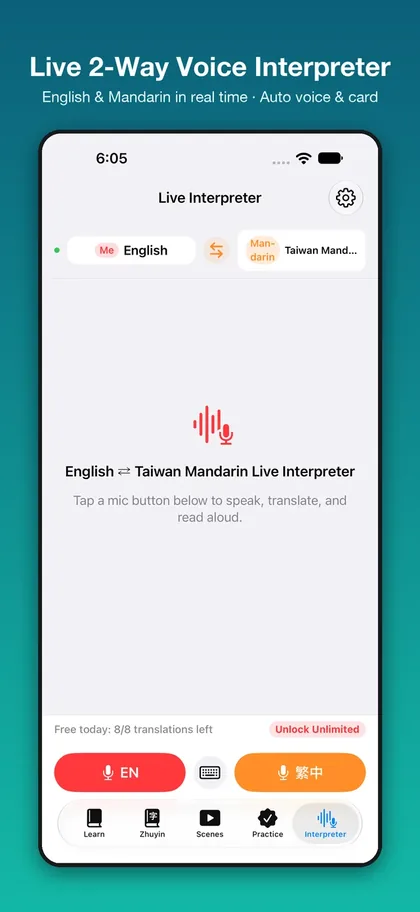 Live 2-Way Voice Interpreter
English & Mandarin in real time · Auto voice & card
6:05
Live Interpreter
Me English
Man-
darin
Taiwan Mand...
English ⇄ Taiwan Mandarin Live Interpreter
Tap a mic button below to speak, translate, and
read aloud.
Free today: 8/8 translations left
Unlock Unlimited
EN
繁中
字
Learn
Zhuyin
Scenes
Practice
Interpreter